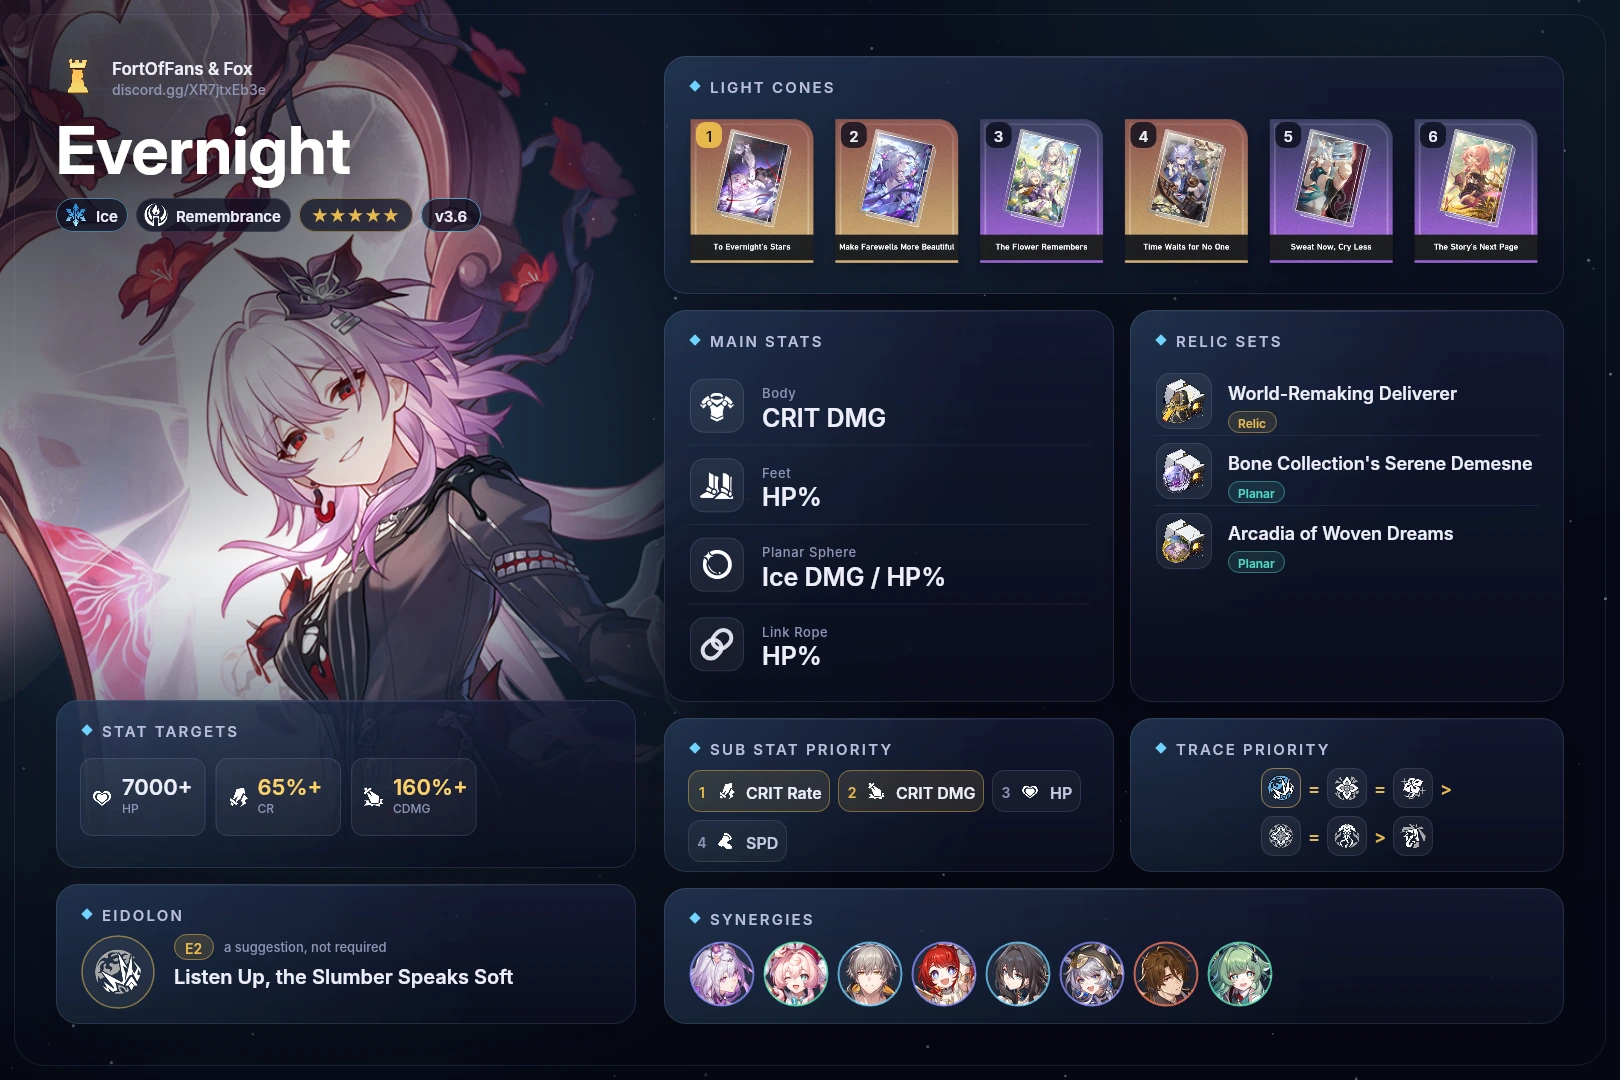 FortOfFans & Fox
discord.gg/XR7jtxEb3e
Evernight
Ice
Remembrance
v3.6
LIGHT CONES
1
2
3
4
5
6
To Evernight's Stars
Make Farewells More Beautiful
The Flower Remembers
Time Waits for No One
Sweat Now, Cry Less
The Story's Next Page
MAIN STATS
Body
CRIT DMG
Feet
HP%
Planar Sphere
Ice DMG / HP%
Link Rope
HP%
RELIC SETS
World-Remaking Deliverer
Relic
Bone Collection's Serene Demesne
Planar
Arcadia of Woven Dreams
Planar
STAT TARGETS
7000+
HP
65%+
CR
160%+
CDMG
SUB STAT PRIORITY
1 CRIT Rate
2 CRIT DMG
3 HP
4 SPD
TRACE PRIORITY
= = >
= >
EIDOLON
E2 a suggestion, not required
Listen Up, the Slumber Speaks Soft
SYNERGIES